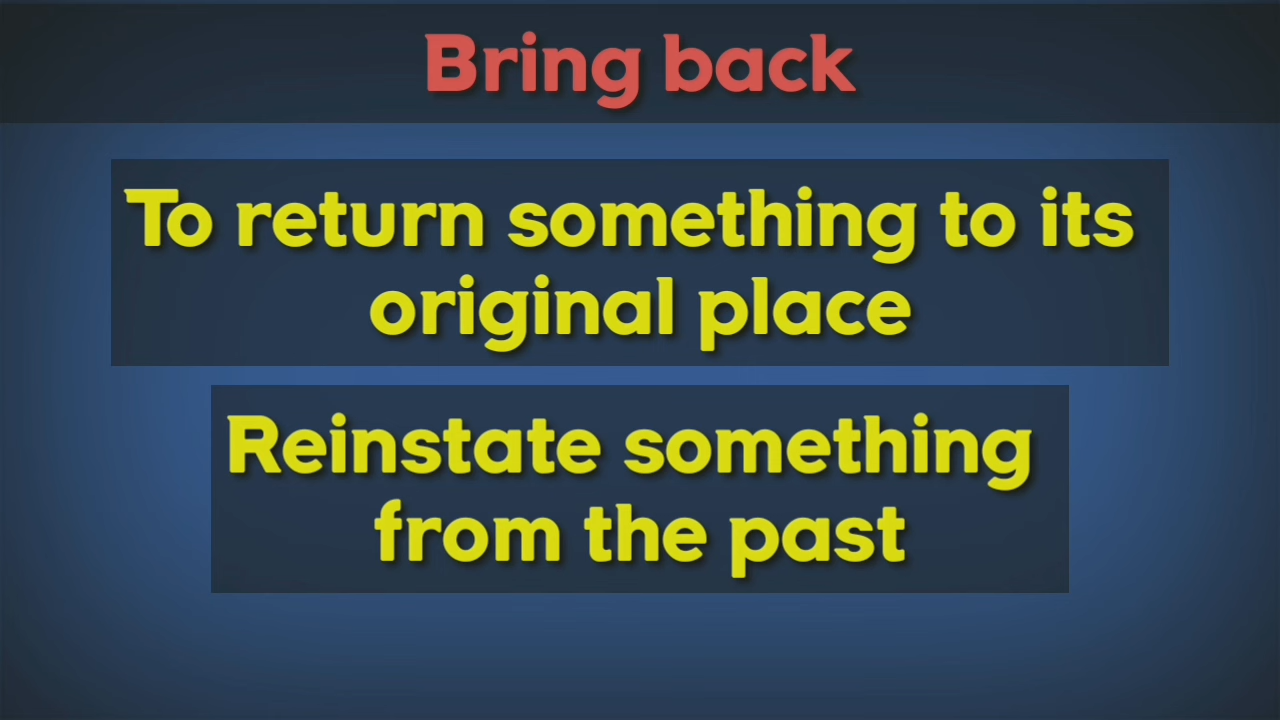 Bring back
To return something to its
original place
Reinstate something
from the past